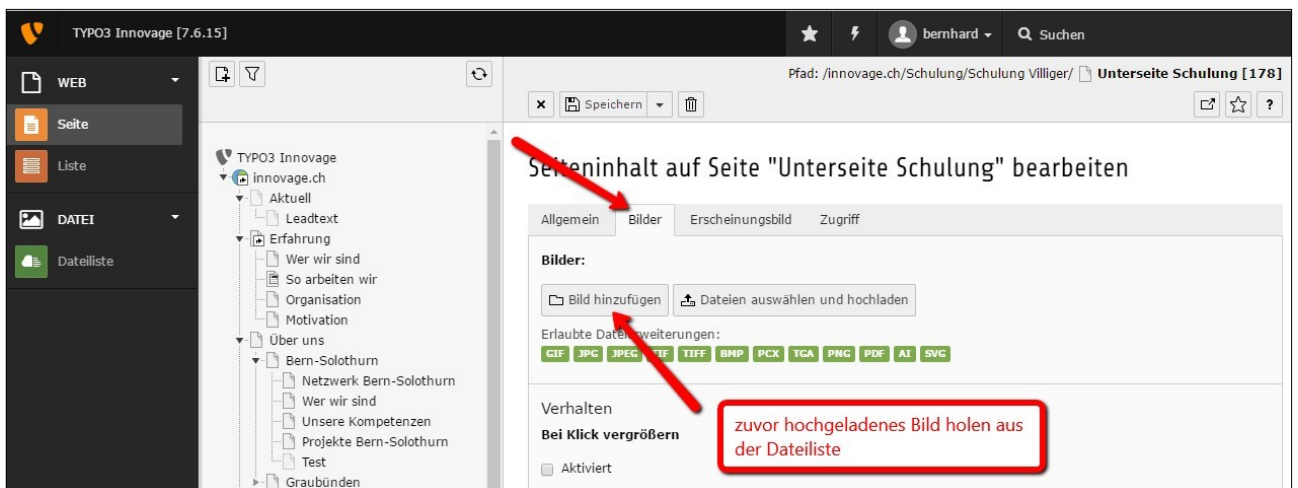 TYPO3 Innovage [7.6.15]
bernhard
Suchen
WEB
Seite
Liste
DATEI
Dateiliste
TYPO3 Innovage
innovage.ch
Aktuell
Leadtext
Erfahrung
Wer wir sind
So arbeiten wir
Organisation
Motivation
Über uns
Bern-Solothurn
Netzwerk Bern-Solothurn
Wer wir sind
Unsere Kompetenzen
Projekte Bern-Solothurn
Test
Graubünden
Pfad: /innovage.ch/Schulung/Schulung Villiger/ Unterseite Schulung [178]
Speichern
?
Seiteninhalt auf Seite "Unterseite Schulung" bearbeiten
Allgemein Bilder Erscheinungsbild Zugriff
Bilder:
Bild hinzufügen Dateien auswählen und hochladen
Erlaubte Dateierweiterungen:
GIF JPG JPEG TIF TIFF BMP PCX TGA PNG PDF AI SVG
Verhalten
Bei Klick vergrößern
Aktiviert
zuvor hochgeladenes Bild holen aus
der Dateiliste